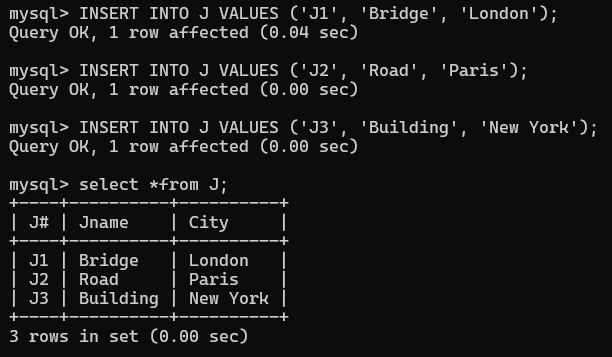 mysql> INSERT INTO J VALUES ('J1', 'Bridge', 'London');
Query OK, 1 row affected (0.04 sec)

mysql> INSERT INTO J VALUES ('J2', 'Road', 'Paris');
Query OK, 1 row affected (0.00 sec)

mysql> INSERT INTO J VALUES ('J3', 'Building', 'New York');
Query OK, 1 row affected (0.00 sec)

mysql> select *from J;
+----+----------+----------+
| J# | Jname    | City     |
+----+----------+----------+
| J1 | Bridge   | London   |
| J2 | Road     | Paris    |
| J3 | Building | New York |
+----+----------+----------+
3 rows in set (0.00 sec)